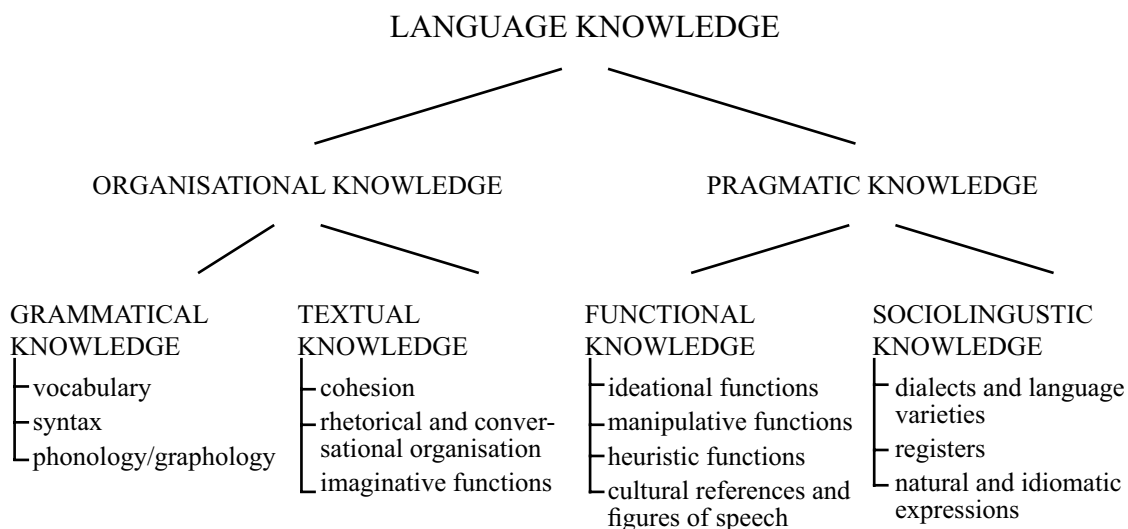 LANGUAGE KNOWLEDGE
ORGANISATIONAL KNOWLEDGE
PRAGMATIC KNOWLEDGE
GRAMMATICAL
KNOWLEDGE
vocabulary
syntax
phonology/graphology
TEXTUAL
KNOWLEDGE
cohesion
rhetorical and conver-
sational organisation
imaginative functions
FUNCTIONAL
KNOWLEDGE
ideational functions
manipulative functions
heuristic functions
cultural references and
figures of speech
SOCIOLINGUSTIC
KNOWLEDGE
dialects and language
varieties
registers
natural and idiomatic
expressions